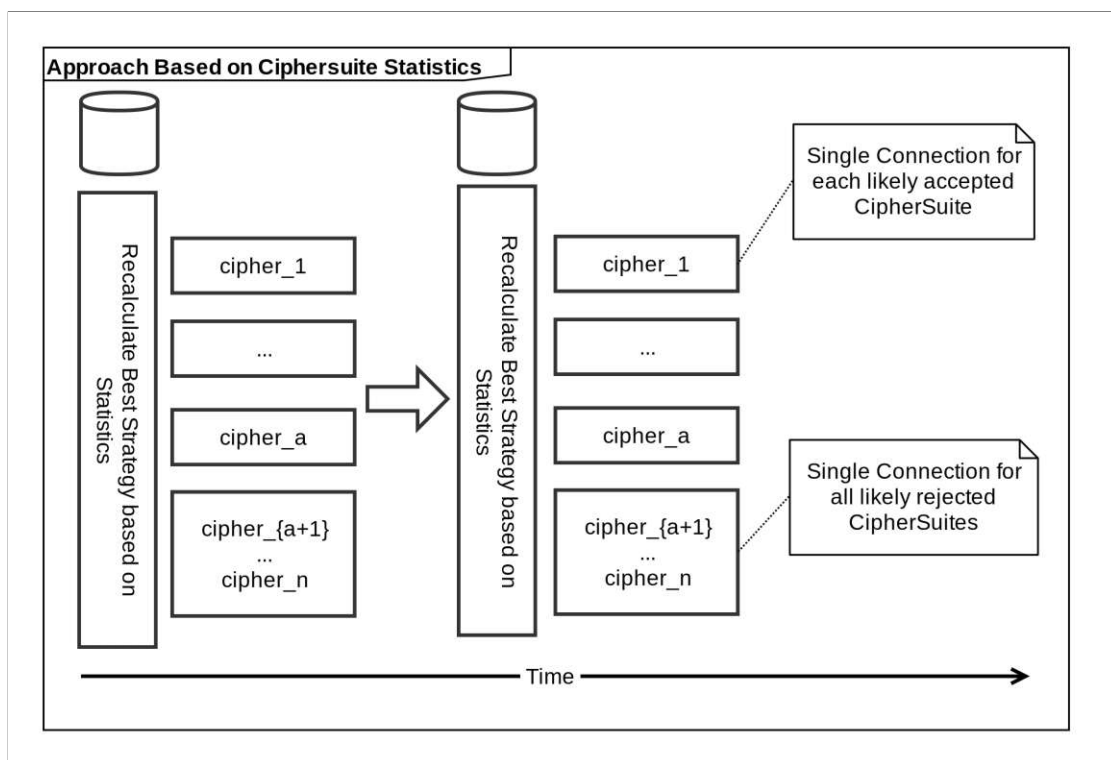 Approach Based on Ciphersuite Statistics
Recalculate Best Strategy based on
Statistics
cipher_1
...
cipher_a
cipher_{a+1}
...
cipher_n
Recalculate Best Strategy based on
Statistics
cipher_1
...
cipher_a
cipher_{a+1}
...
cipher_n
Single Connection for
each likely accepted
CipherSuite
Single Connection for
all likely rejected
CipherSuites
Time